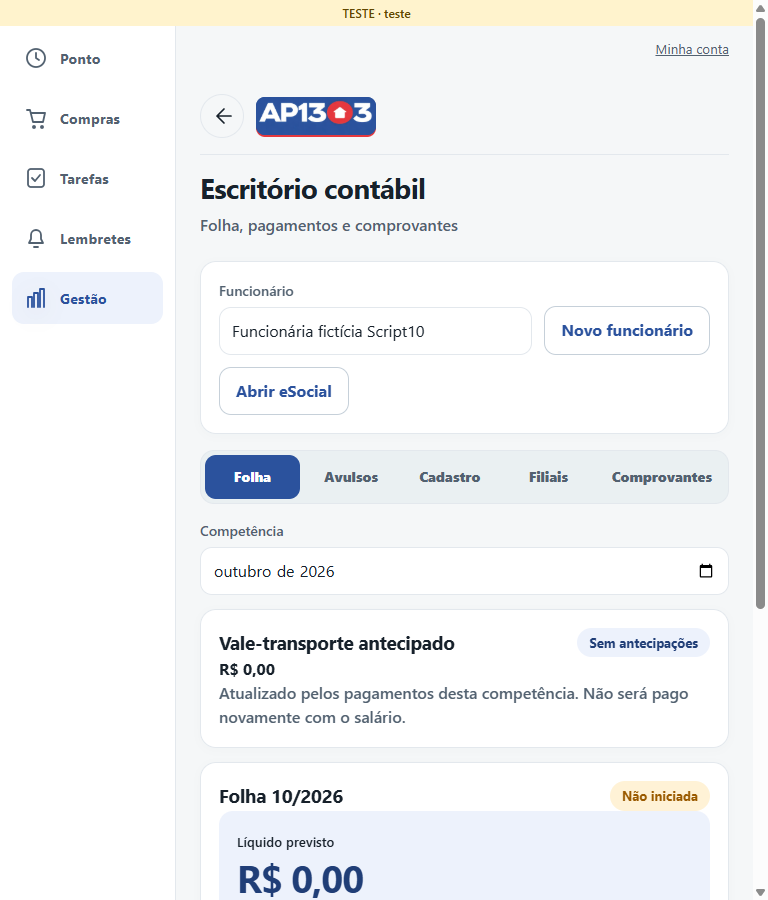 TESTE · teste
Minha conta
Ponto
Compras
Tarefas
Lembretes
Gestão
AP1303
Escritório contábil
Folha, pagamentos e comprovantes
Funcionário
Funcionária fictícia Script10
Novo funcionário
Abrir eSocial
Folha
Avulsos
Cadastro
Filiais
Comprovantes
Competência
outubro de 2026
Vale-transporte antecipado
Sem antecipações
R$ 0,00
Atualizado pelos pagamentos desta competência. Não será pago
novamente com o salário.
Folha 10/2026
Não iniciada
Líquido previsto
R$ 0,00